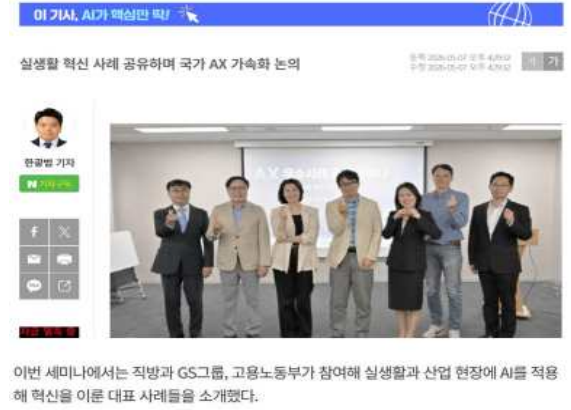 이 기사, AI가 핵심만 딱!
실생활 혁신 사례 공유하며 국가 AX 가속화 논의
가
한광범 기자
N
이번 세미나에서는 직방과 GS그룹, 고용노동부가 참여해 실생활과 산업 현장에 AI를 적용
해 혁신을 이룬 대표 사례들을 소개했다.